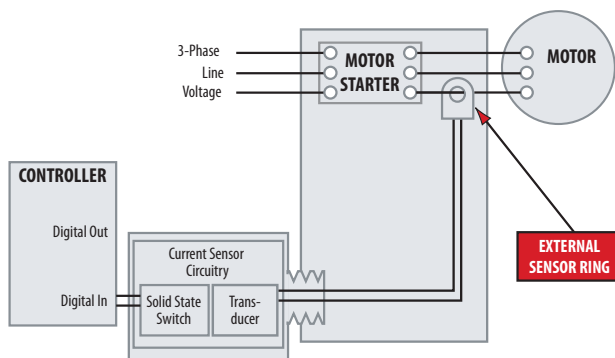 3-Phase
Line
Voltage
MOTOR
STARTER
MOTOR
CONTROLLER
Digital Out
Digital In
Current Sensor
Circuitry
Solid State
Switch
Trans-
ducer
EXTERNAL
SENSOR RING